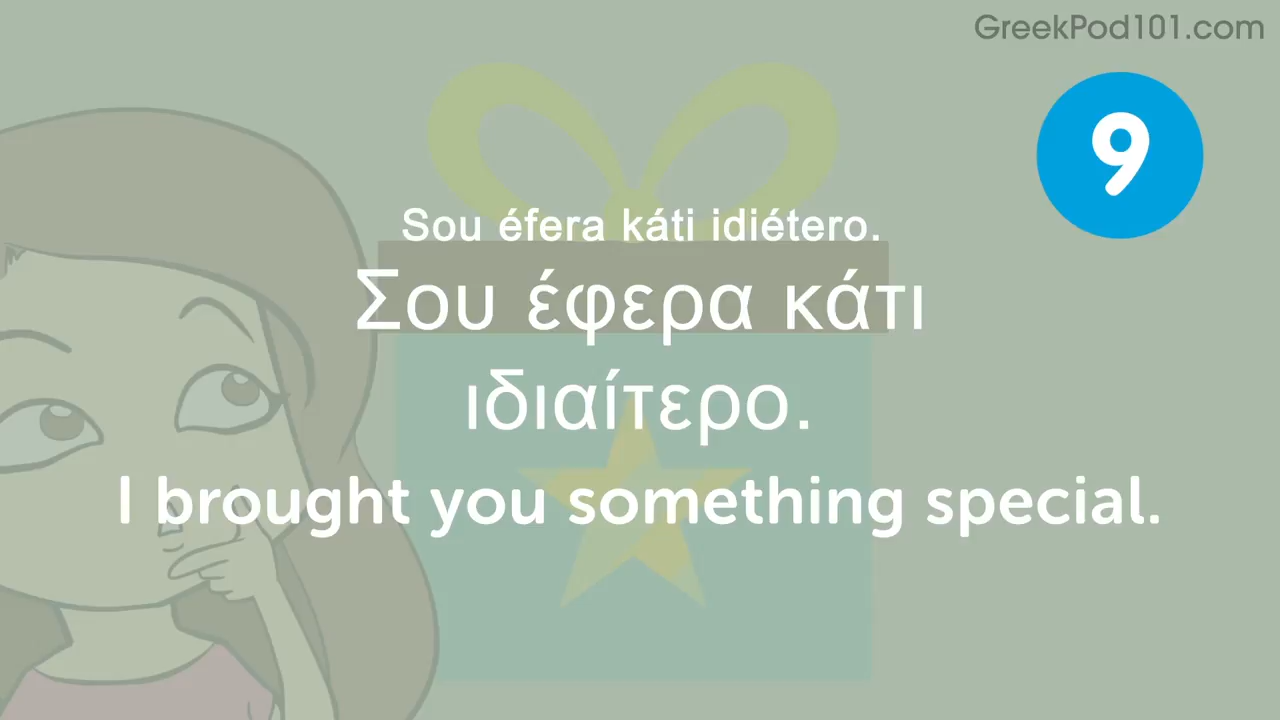 GreekPod101.com
9
Sou éfera káti idiétero.
Σου έφερα κάτι
ιδιαίτερο.
I brought you something special.